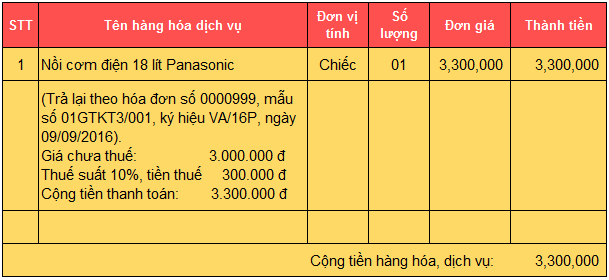 STT Tên hàng hóa dịch vụ Đơn vị tính Số lượng Đơn giá Thành tiền
1 Nồi cơm điện 18 lít Panasonic Chiếc 01 3,300,000 3,300,000
(Trả lại theo hóa đơn số 0000999, mẫu
số 01GTKT3/001, ký hiệu VA/16P, ngày
09/09/2016).
Giá chưa thuế: 3.000.000 đ
Thuế suất 10%, tiền thuế 300.000 đ
Cộng tiền thanh toán: 3.300.000 đ
Cộng tiền hàng hóa, dịch vụ: 3,300,000